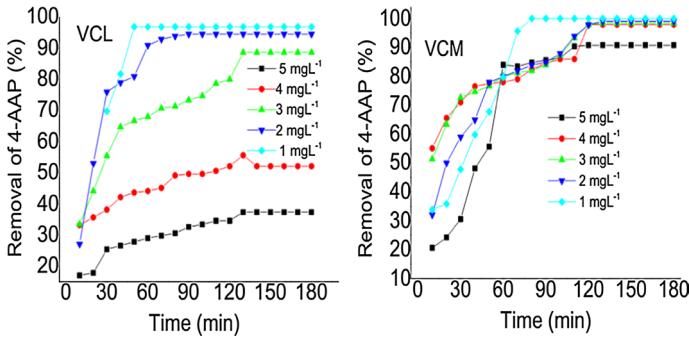 VCL
Removal of 4-AAP (%)
100
90
80
70
60
50
40
30
20
5 mgL⁻¹
4 mgL⁻¹
3 mgL⁻¹
2 mgL⁻¹
1 mgL⁻¹
0 30 60 90 120 150 180
Time (min)
VCM
Removal of 4-AAP (%)
100
90
80
70
60
50
40
30
20
10
5 mgL⁻¹
4 mgL⁻¹
3 mgL⁻¹
2 mgL⁻¹
1 mgL⁻¹
0 30 60 90 120 150 180
Time (min)